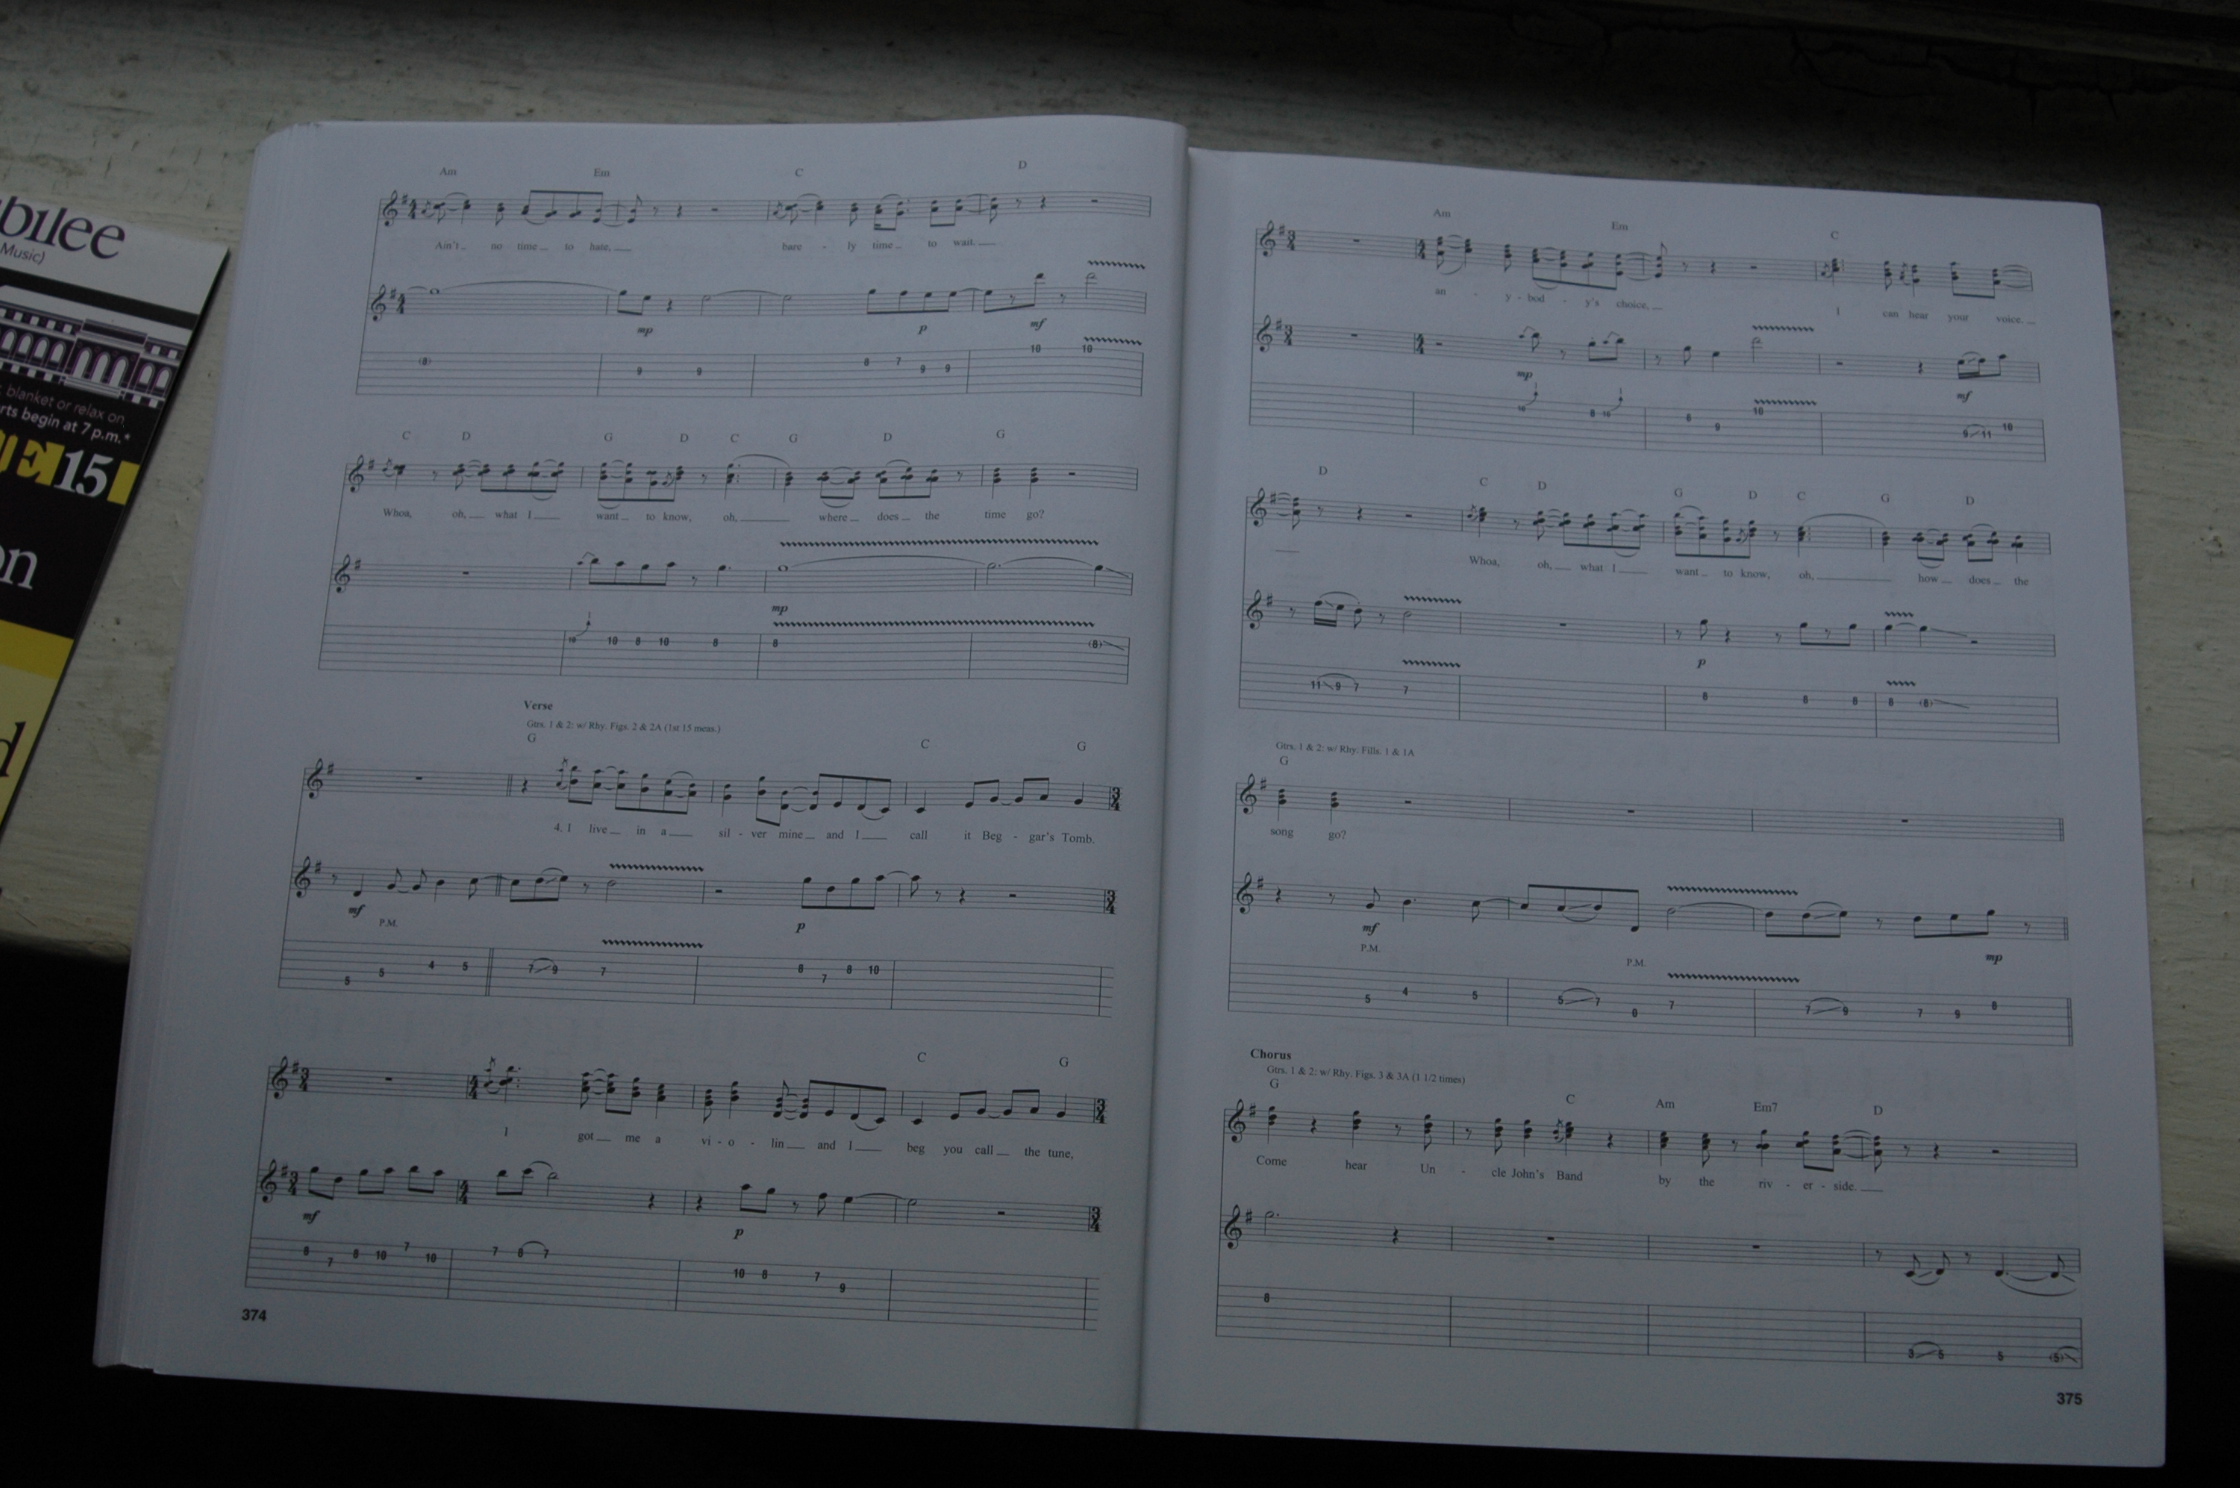 bilee
Music)
blanket or relax on
rts begin at 7 p.m.*
E 15
on
d
Am Em C D
Ain't no time to hate, bare - ly time to wait.
mp p mf
(8) 9 9 8 7 9 9 10 10
C D G D C G D G
Whoa, oh, what I want to know, oh, where does the time go?
mp
10 10 8 10 8 8 (8)
Verse
Gtrs. 1 & 2: w/ Rhy. Figs. 2 & 2A (1st 15 meas.)
G C G
4. I live in a sil - ver mine and I call it Beg - gar's Tomb.
mf p
P.M.
5 5 4 5 7 9 7 8 7 8 10
C G
I got me a vi - o - lin and I beg you call the tune,
mf p
8 7 8 10 7 10 7 8 7 10 8 7 9
374
Am Em C
an - y - bod - y's choice, I can hear your voice.
mp mf
10 8 10 8 9 10 9 11 10
D C D G D C G D
Whoa, oh, what I want to know, oh, how does the
p
11 9 7 7 8 8 8 8 (8)
Gtrs. 1 & 2: w/ Rhy. Fills. 1 & 1A
G
song go?
mf mp
P.M. P.M.
5 4 5 5 7 0 7 7 9 7 9 8
Chorus
Gtrs. 1 & 2: w/ Rhy. Figs. 3 & 3A (1 1/2 times)
G C Am Em7 D
Come hear Un - cle John's Band by the riv - er - side.
8 3 5 5 (5)
375